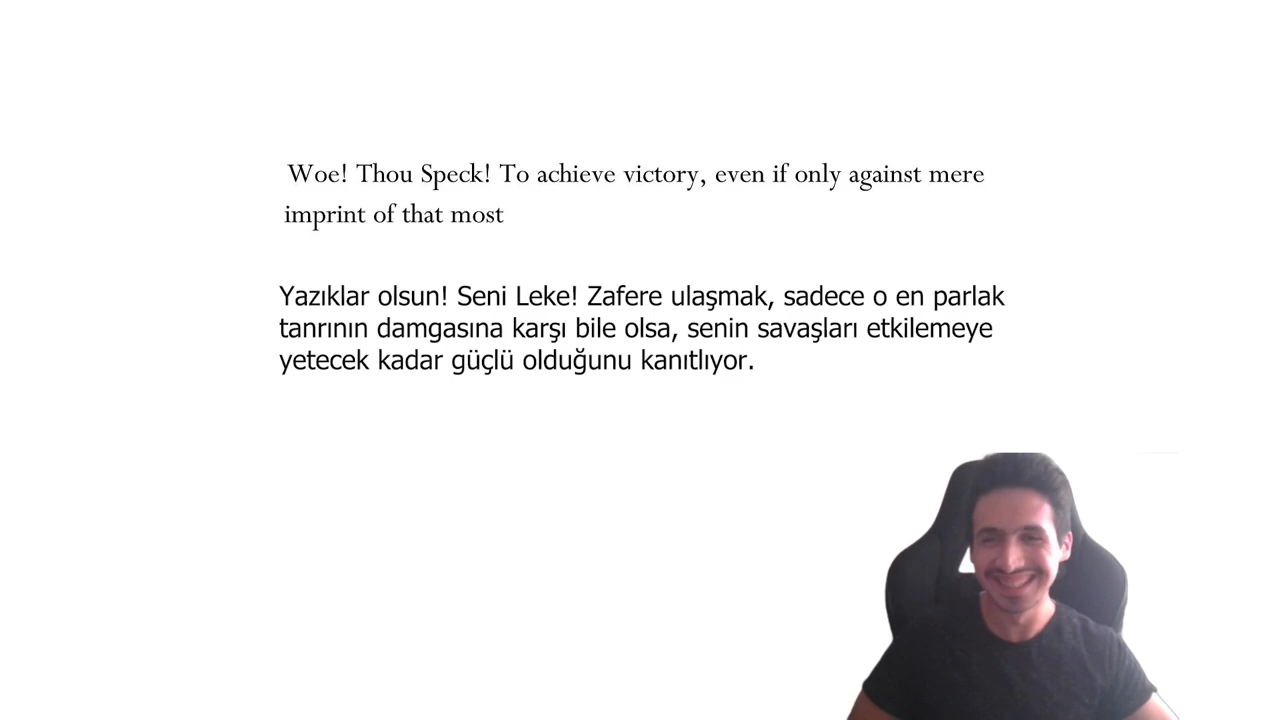 Woe! Thou Speck! To achieve victory, even if only against mere
imprint of that most
Yazıklar olsun! Seni Leke! Zafere ulaşmak, sadece o en parlak
tanrının damgasına karşı bile olsa, senin savaşları etkilemeye
yetecek kadar güçlü olduğunu kanıtlıyor.